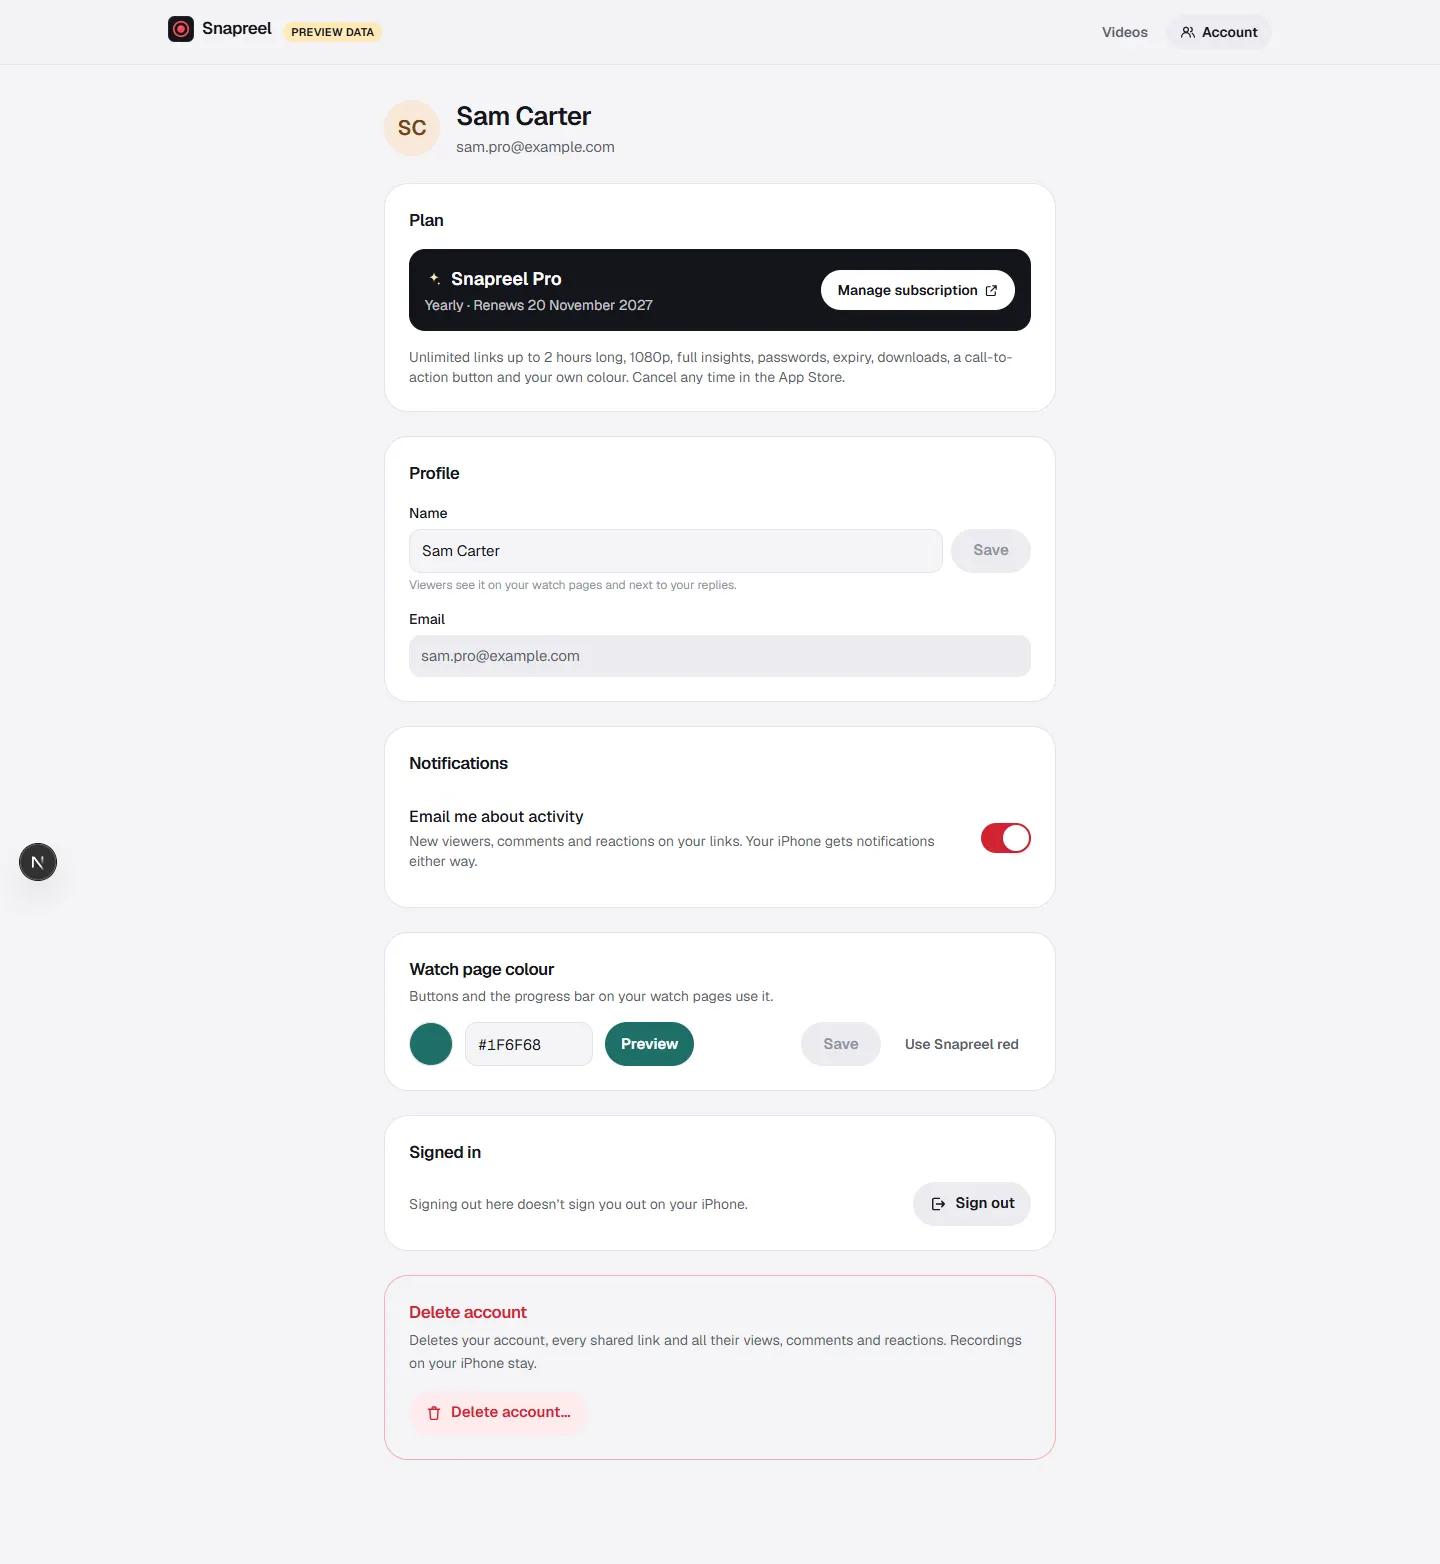 Snapreel
PREVIEW DATA
Videos
Account
SC
Sam Carter
sam.pro@example.com
Plan
Snapreel Pro
Yearly · Renews 20 November 2027
Manage subscription
Unlimited links up to 2 hours long, 1080p, full insights, passwords, expiry, downloads, a call-to-
action button and your own colour. Cancel any time in the App Store.
Profile
Name
Sam Carter
Save
Viewers see it on your watch pages and next to your replies.
Email
sam.pro@example.com
Notifications
Email me about activity
New viewers, comments and reactions on your links. Your iPhone gets notifications
either way.
N
Watch page colour
Buttons and the progress bar on your watch pages use it.
#1F6F68
Preview
Save
Use Snapreel red
Signed in
Signing out here doesn’t sign you out on your iPhone.
Sign out
Delete account
Deletes your account, every shared link and all their views, comments and reactions. Recordings
on your iPhone stay.
Delete account…